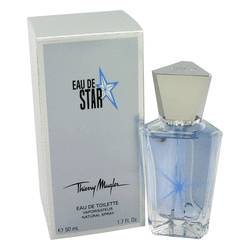 EAU DE
STAR
Thierry Mugler
EAU DE TOILETTE
VAPORISATEUR
NATURAL SPRAY
℮ 50 mL 1.7 fl. Oz.